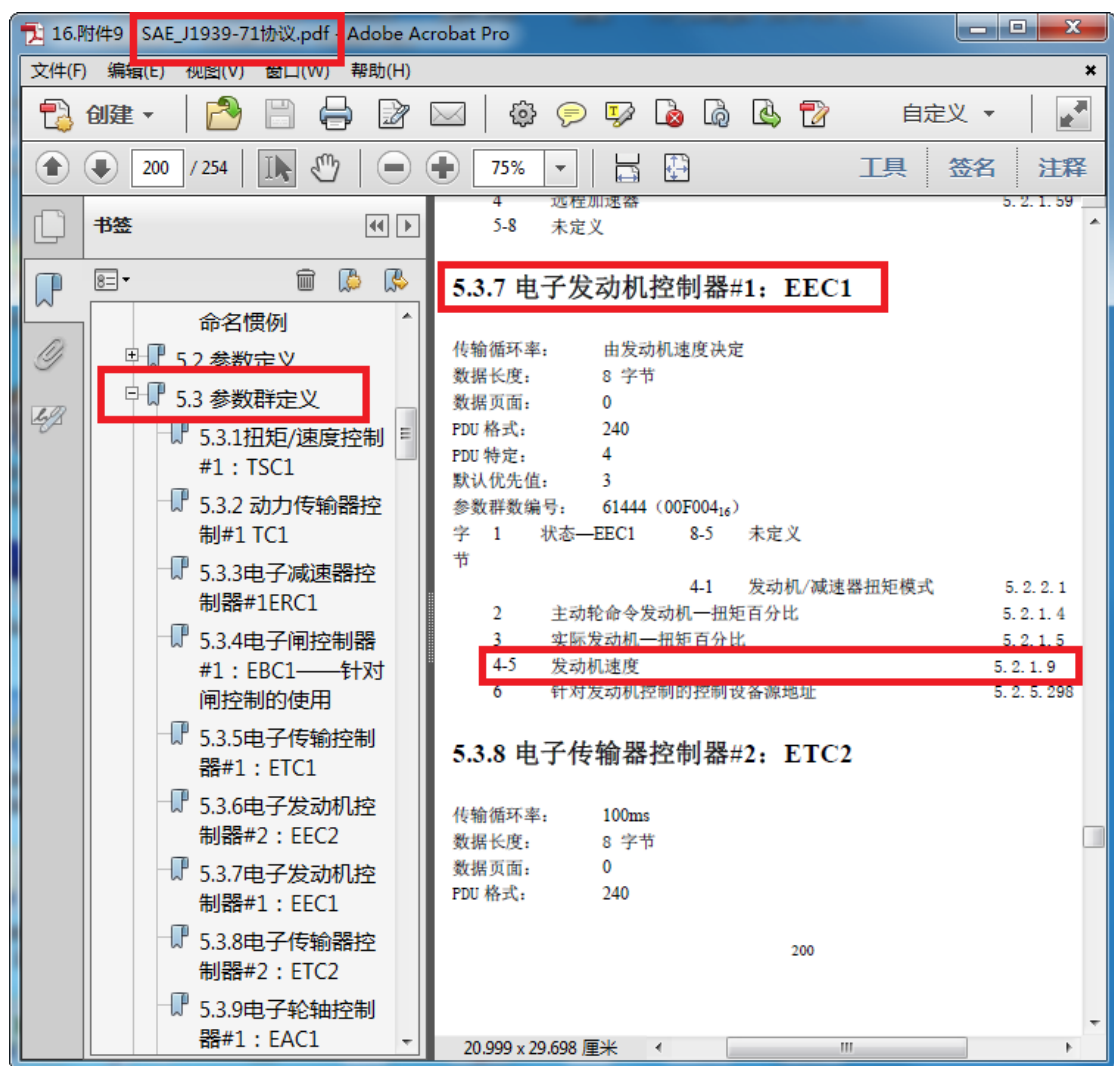 16.附件9 SAE_J1939-71协议.pdf - Adobe Acrobat Pro
文件(F) 编辑(E) 视图(V) 窗口(W) 帮助(H)
创建 自定义
200 / 254 75% 工具 签名 注释
书签
命名惯例
5.2 参数定义
5.3 参数群定义
5.3.1扭矩/速度控制
#1：TSC1
5.3.2 动力传输器控
制#1 TC1
5.3.3电子减速器控
制器#1ERC1
5.3.4电子闸控制器
#1：EBC1——针对
闸控制的使用
5.3.5电子传输控制
器#1：ETC1
5.3.6电子发动机控
制器#2：EEC2
5.3.7电子发动机控
制器#1：EEC1
5.3.8电子传输器控
制器#2：ETC2
5.3.9电子轮轴控制
器#1：EAC1
4 远程加速器 5.2.1.59
5-8 未定义
5.3.7 电子发动机控制器#1：EEC1
传输循环率： 由发动机速度决定
数据长度： 8 字节
数据页面： 0
PDU 格式： 240
PDU 特定： 4
默认优先值： 3
参数群数编号： 61444（00F004₁₆）
字 1 状态—EEC1 8-5 未定义
节
4-1 发动机/减速器扭矩模式 5.2.2.1
2 主动轮命令发动机—扭矩百分比 5.2.1.4
3 实际发动机—扭矩百分比 5.2.1.5
4-5 发动机速度 5.2.1.9
6 针对发动机控制的控制设备源地址 5.2.5.298
5.3.8 电子传输器控制器#2：ETC2
传输循环率： 100ms
数据长度： 8 字节
数据页面： 0
PDU 格式： 240
200
20.999 x 29.698 厘米